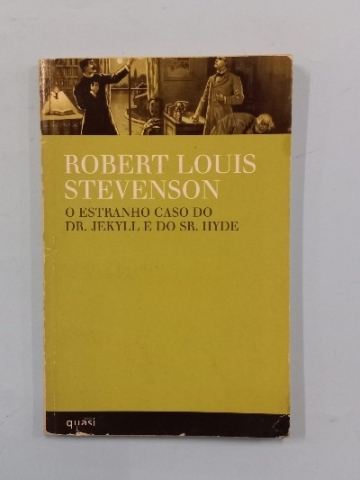 ROBERT LOUIS
STEVENSON
O ESTRANHO CASO DO
DR. JEKYLL E DO SR. HYDE
quasi